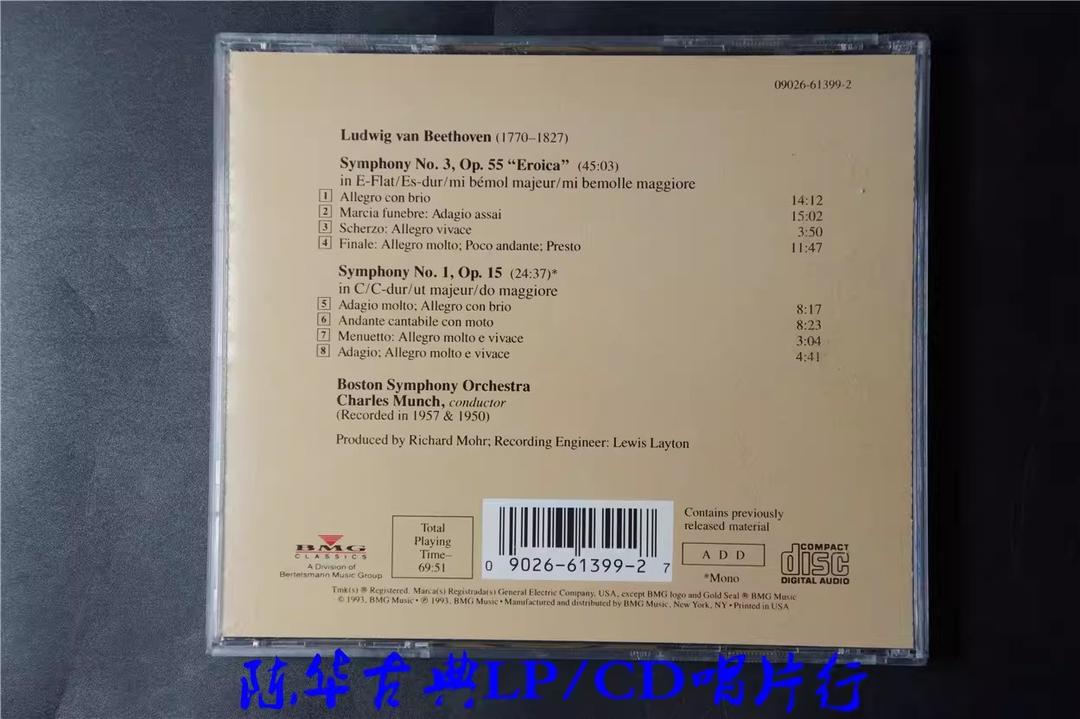 09026-61399-2
Ludwig van Beethoven (1770–1827)
Symphony No. 3, Op. 55 “Eroica” (45:03)
in E-Flat/Es-dur/mi bémol majeur/mi bemolle maggiore
1 Allegro con brio 14:12
2 Marcia funebre: Adagio assai 15:02
3 Scherzo: Allegro vivace 3:50
4 Finale: Allegro molto; Poco andante; Presto 11:47
Symphony No. 1, Op. 15 (24:37)*
in C/C-dur/ut majeur/do maggiore
5 Adagio molto; Allegro con brio 8:17
6 Andante cantabile con moto 8:23
7 Menuetto: Allegro molto e vivace 3:04
8 Adagio; Allegro molto e vivace 4:41
Boston Symphony Orchestra
Charles Munch, conductor
(Recorded in 1957 & 1950)
Produced by Richard Mohr; Recording Engineer: Lewis Layton
BMG
CLASSICS
A Division of
Bertelsmann Music Group
Total
Playing
Time–
69:51
0 9026-61399-2 7
Contains previously
released material
A D D
*Mono
COMPACT
disc
DIGITAL AUDIO
Tmk(s) ® Registered. Marca(s) Registrada(s) General Electric Company, USA, except BMG logo and Gold Seal ® BMG Music
© 1993, BMG Music • ℗ 1993, BMG Music • Manufactured and distributed by BMG Music, New York, NY • Printed in USA
陈华古典LP/CD唱片行